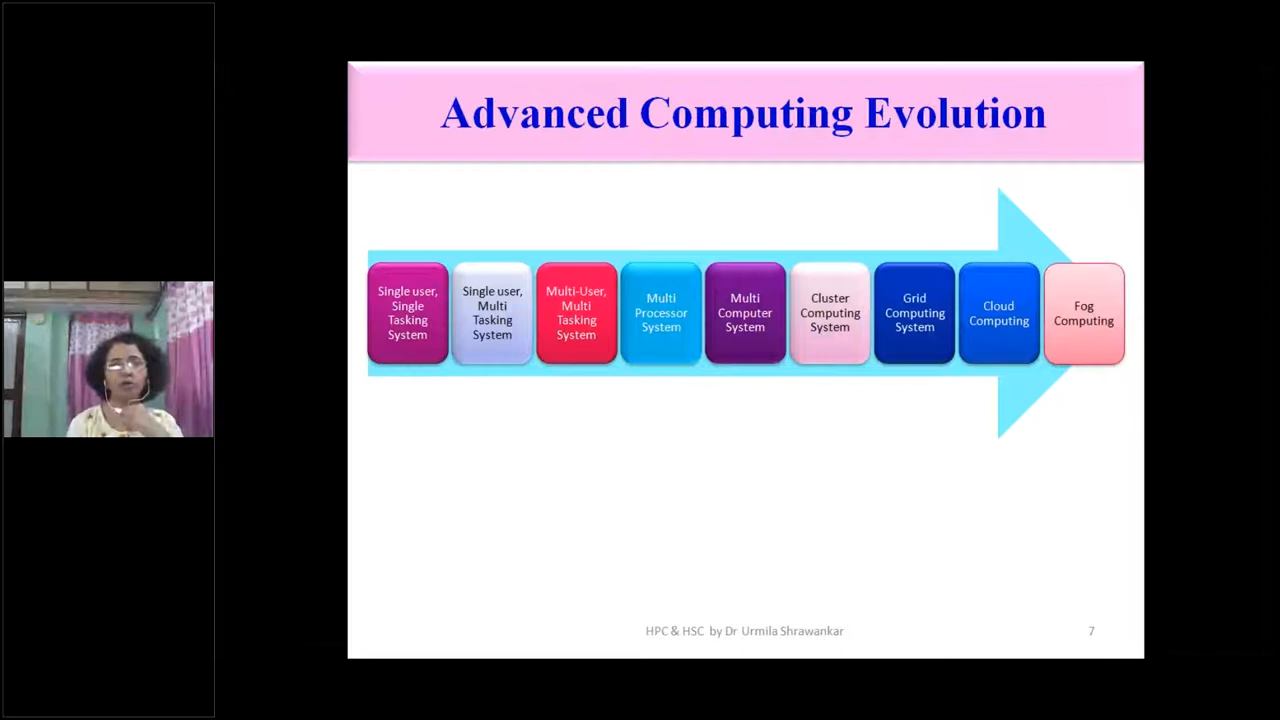 Advanced Computing Evolution
Single user,
Single
Tasking
System
Single user,
Multi
Tasking
System
Multi-User,
Multi
Tasking
System
Multi
Processor
System
Multi
Computer
System
Cluster
Computing
System
Grid
Computing
System
Cloud
Computing
Fog
Computing
HPC & HSC by Dr Urmila Shrawankar
7